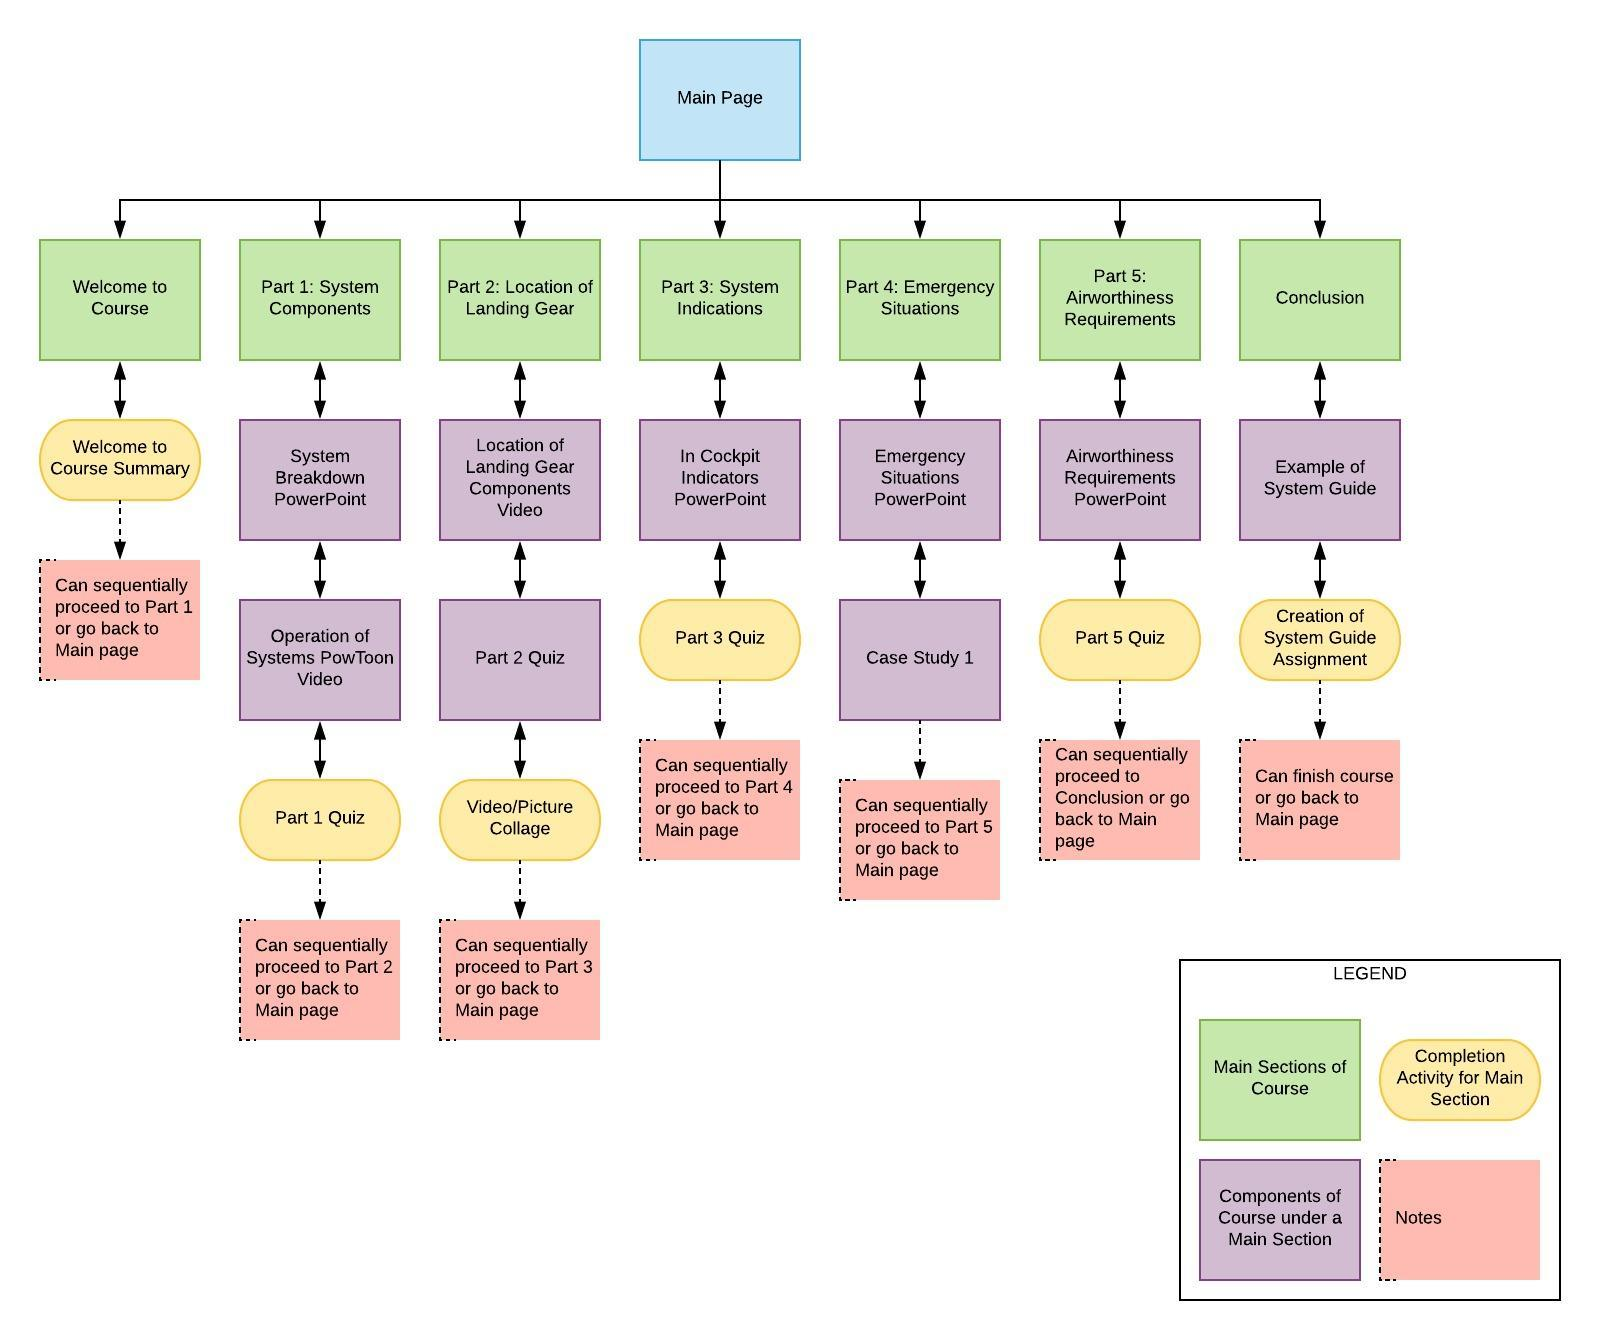 Main Page
Welcome to
Course
Part 1: System
Components
Part 2: Location of
Landing Gear
Part 3: System
Indications
Part 4: Emergency
Situations
Part 5:
Airworthiness
Requirements
Conclusion
Welcome to
Course Summary
System
Breakdown
PowerPoint
Location of
Landing Gear
Components
Video
In Cockpit
Indicators
PowerPoint
Emergency
Situations
PowerPoint
Airworthiness
Requirements
PowerPoint
Example of
System Guide
Can sequentially
proceed to Part 1
or go back to
Main page
Operation of
Systems PowToon
Video
Part 2 Quiz
Part 3 Quiz
Case Study 1
Part 5 Quiz
Creation of
System Guide
Assignment
Part 1 Quiz
Video/Picture
Collage
Can sequentially
proceed to Part 4
or go back to
Main page
Can sequentially
proceed to Part 5
or go back to
Main page
Can sequentially
proceed to
Conclusion or go
back to Main
page
Can finish course
or go back to
Main page
Can sequentially
proceed to Part 2
or go back to
Main page
Can sequentially
proceed to Part 3
or go back to
Main page
LEGEND
Main Sections of
Course
Completion
Activity for Main
Section
Components of
Course under a
Main Section
Notes